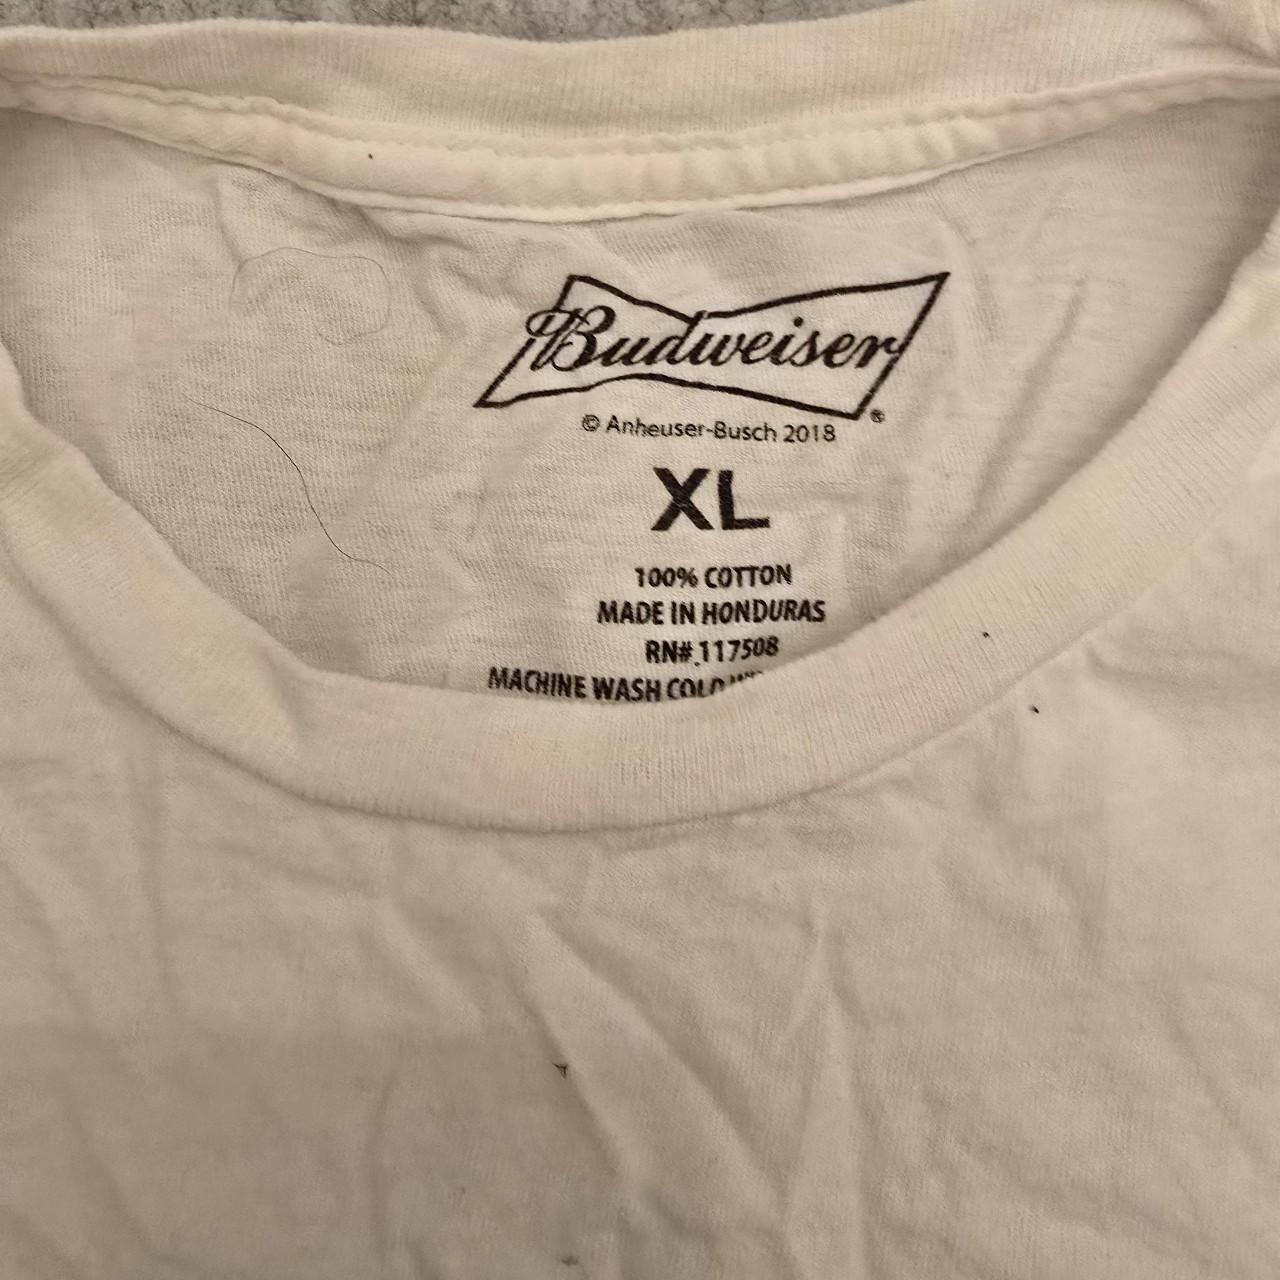 Budweiser
®
© Anheuser-Busch 2018
XL
100% COTTON
MADE IN HONDURAS
RN# 117508
MACHINE WASH COLD